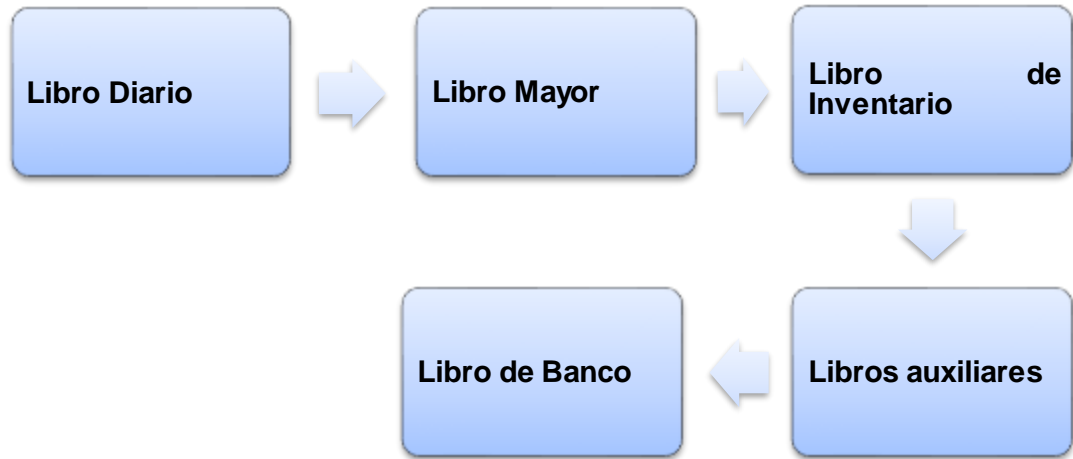 Libro Diario
Libro Mayor
Libro de
Inventario
Libros auxiliares
Libro de Banco